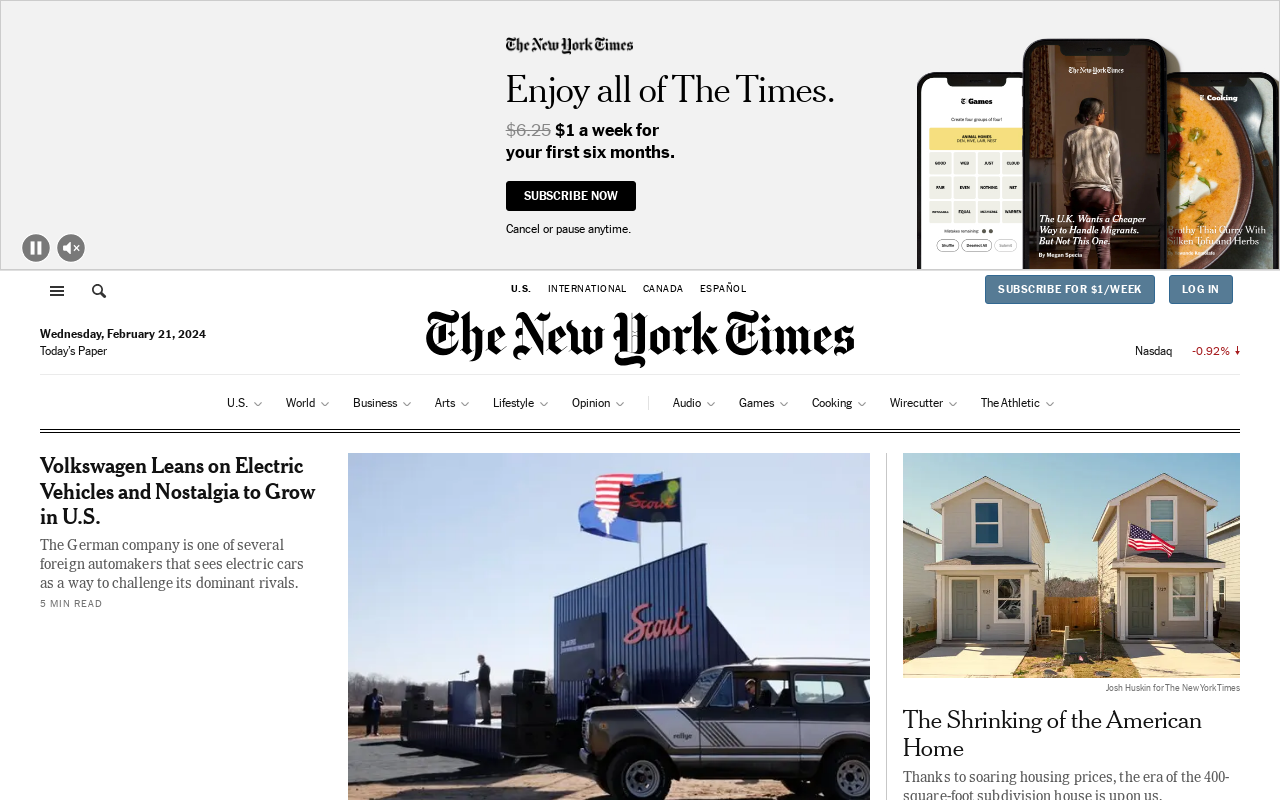 The New York Times
Enjoy all of The Times.
$6.25 $1 a week for
your first six months.
SUBSCRIBE NOW
Cancel or pause anytime.
Games
Create four groups of four!
ANIMAL HOMES
DEN, HIVE, LAIR, NEST
GOOD WEB JUST CLOUD
FAIR EVEN NOTHING NET
EQUAL WARREN
Mistakes remaining:
Shuffle Deselect All Submit
The New York Times
The U.K. Wants a Cheaper
Way to Handle Migrants.
But Not This One.
By Megan Specia
Cooking
Brothy Thai Curry With
Silken Tofu and Herbs
U.S. INTERNATIONAL CANADA ESPAÑOL
SUBSCRIBE FOR $1/WEEK LOG IN
Wednesday, February 21, 2024
Today's Paper
The New York Times
Nasdaq -0.92%
U.S. World Business Arts Lifestyle Opinion Audio Games Cooking Wirecutter The Athletic
Volkswagen Leans on Electric
Vehicles and Nostalgia to Grow
in U.S.
The German company is one of several
foreign automakers that sees electric cars
as a way to challenge its dominant rivals.
5 MIN READ
Scout
Scout
rallye
Josh Huskin for The New York Times
The Shrinking of the American
Home
Thanks to soaring housing prices, the era of the 400-
square-foot subdivision house is upon us.